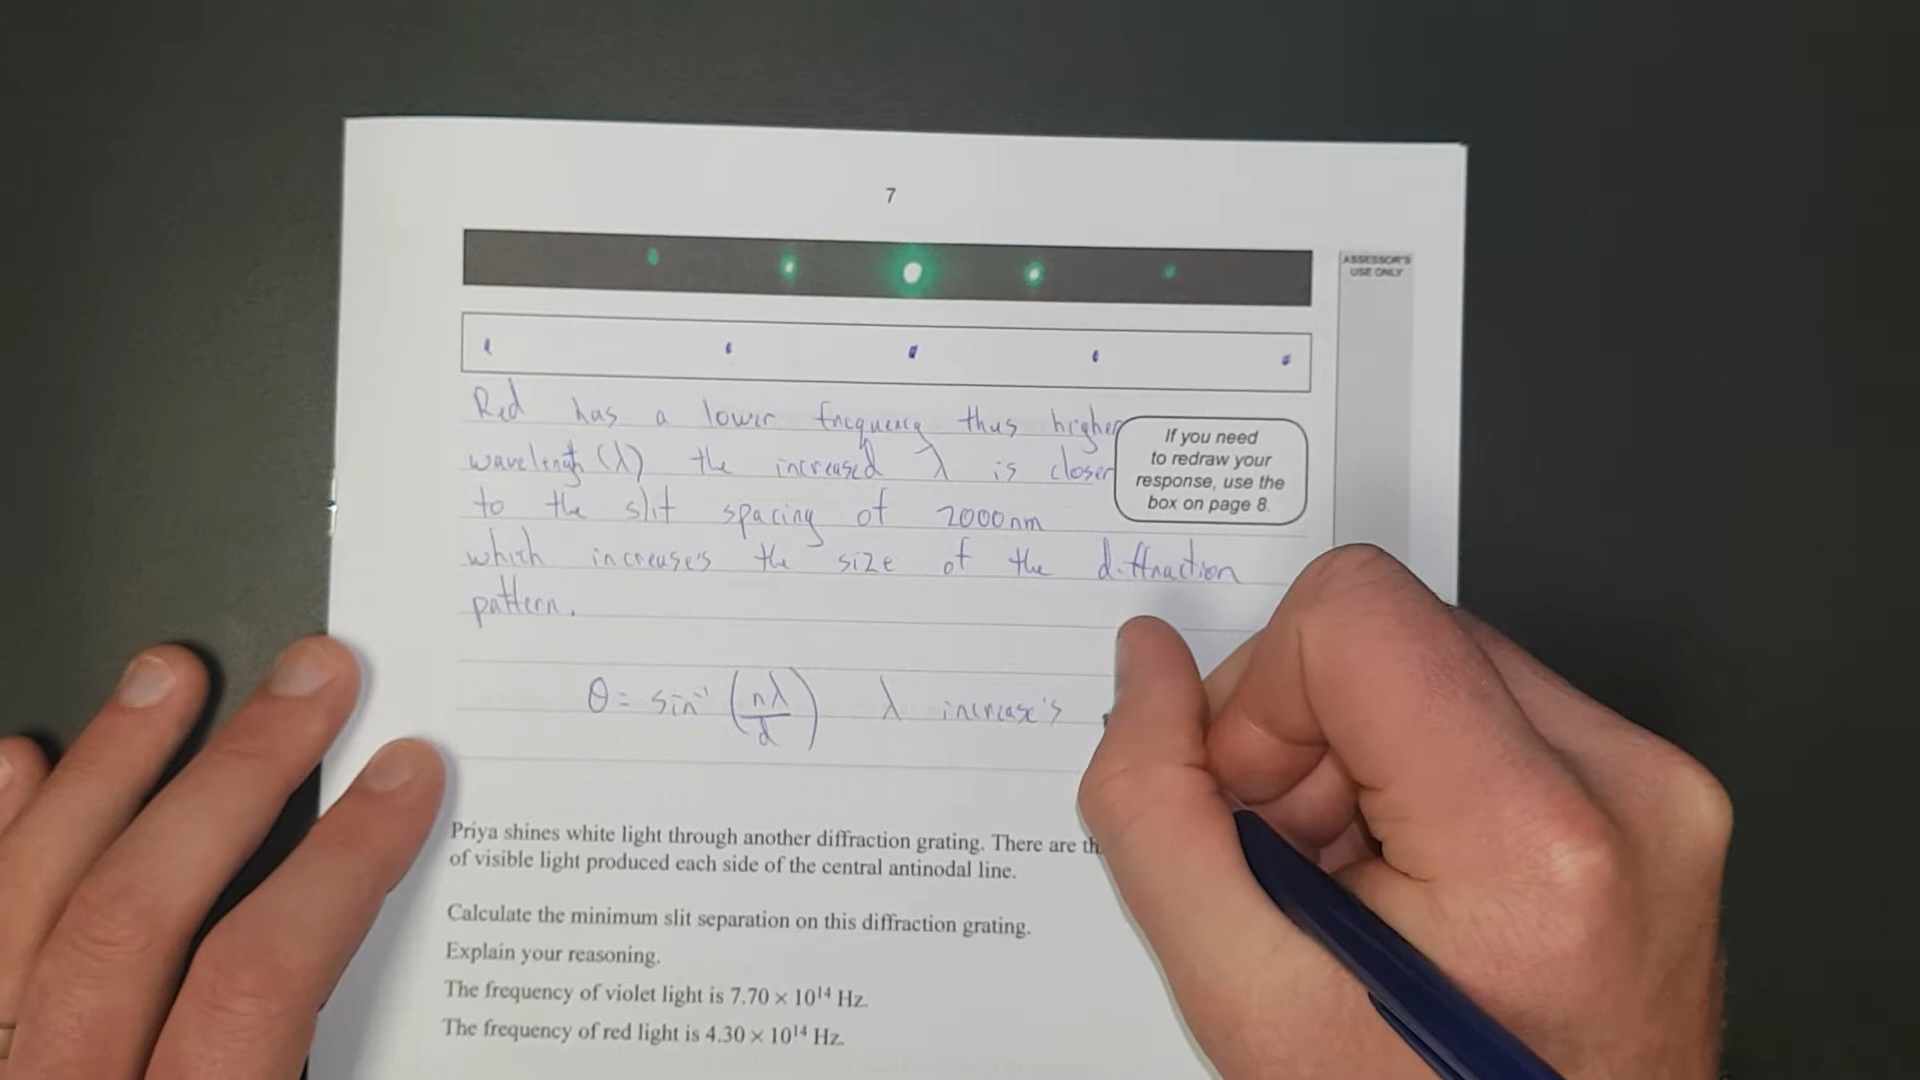 7
ASSESSOR'S
USE ONLY
Red has a lower frequency thus higher
wavelength (λ) the increased λ is closer
to the slit spacing of 2000nm
which increase's the size of the diffraction
pattern.
If you need
to redraw your
response, use the
box on page 8.
θ = sin⁻¹ (nλ/d) λ increase's
Priya shines white light through another diffraction grating. There are
of visible light produced each side of the central antinodal line.
Calculate the minimum slit separation on this diffraction grating.
Explain your reasoning.
The frequency of violet light is 7.70 × 10¹⁴ Hz.
The frequency of red light is 4.30 × 10¹⁴ Hz.